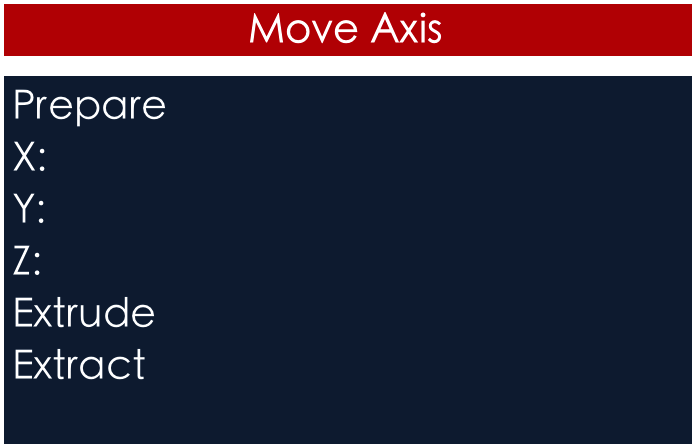 Move Axis
Prepare
X:
Y:
Z:
Extrude
Extract